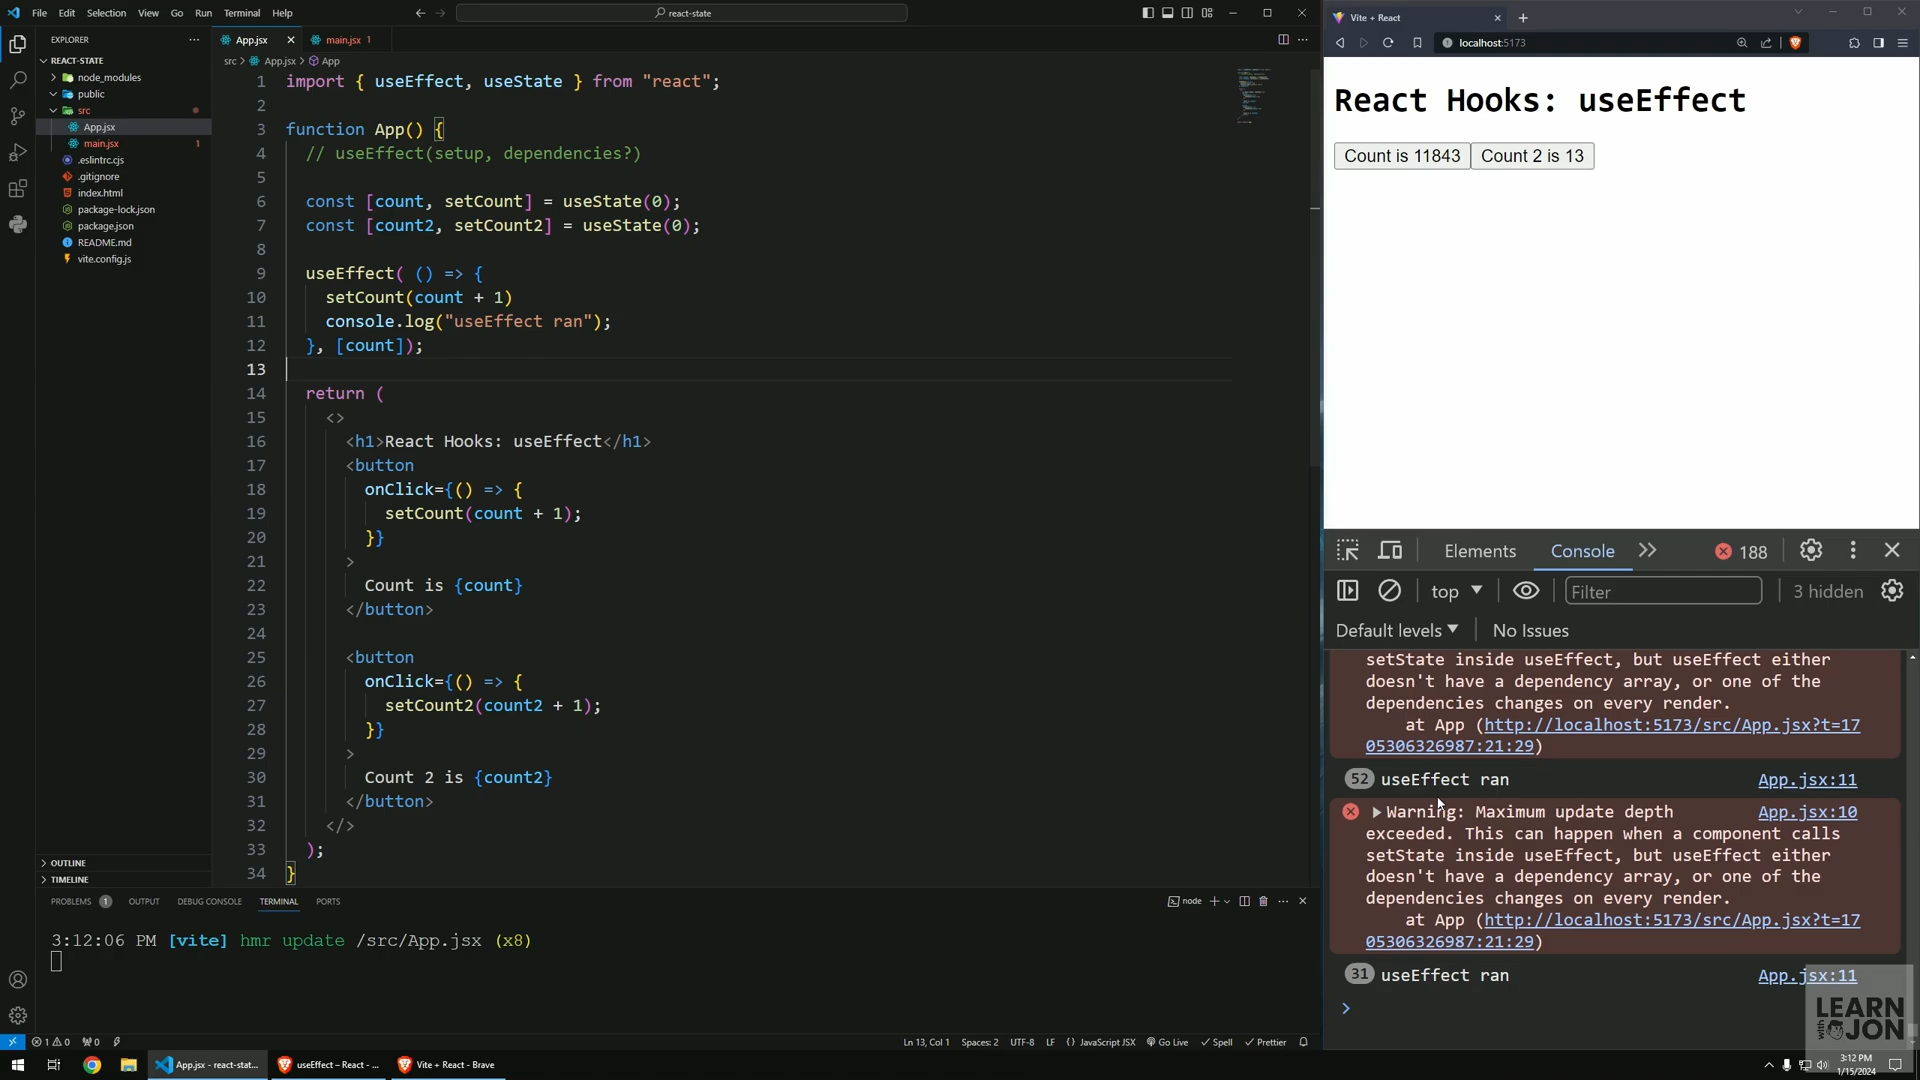 File Edit Selection View Go Run Terminal Help
react-state
EXPLORER
REACT-STATE
node_modules
public
src
App.jsx
main.jsx 1
.eslintrc.cjs
.gitignore
index.html
package-lock.json
package.json
README.md
vite.config.js
OUTLINE
TIMELINE
App.jsx
main.jsx 1
src > App.jsx > App
1 import { useEffect, useState } from "react";
2
3 function App() {
4 // useEffect(setup, dependencies?)
5
6 const [count, setCount] = useState(0);
7 const [count2, setCount2] = useState(0);
8
9 useEffect( () => {
10 setCount(count + 1)
11 console.log("useEffect ran");
12 }, [count]);
13
14 return (
15 <>
16 <h1>React Hooks: useEffect</h1>
17 <button
18 onClick={() => {
19 setCount(count + 1);
20 }}
21 >
22 Count is {count}
23 </button>
24
25 <button
26 onClick={() => {
27 setCount2(count2 + 1);
28 }}
29 >
30 Count 2 is {count2}
31 </button>
32 </>
33 );
34 }
PROBLEMS 1 OUTPUT DEBUG CONSOLE TERMINAL PORTS
node
3:12:06 PM [vite] hmr update /src/App.jsx (x8)
1 0 0
Ln 13, Col 1 Spaces: 2 UTF-8 LF {} JavaScript JSX Go Live Spell Prettier
Vite + React
localhost:5173
React Hooks: useEffect
Count is 11843 Count 2 is 13
Elements Console 188
top Filter 3 hidden
Default levels No Issues
setState inside useEffect, but useEffect either
doesn't have a dependency array, or one of the
dependencies changes on every render.
at App (http://localhost:5173/src/App.jsx?t=17
05306326987:21:29)
52 useEffect ran App.jsx:11
Warning: Maximum update depth App.jsx:10
exceeded. This can happen when a component calls
setState inside useEffect, but useEffect either
doesn't have a dependency array, or one of the
dependencies changes on every render.
at App (http://localhost:5173/src/App.jsx?t=17
05306326987:21:29)
31 useEffect ran App.jsx:11
LEARN
with
JON
App.jsx - react-stat...
useEffect – React - ...
Vite + React - Brave
3:12 PM
1/15/2024